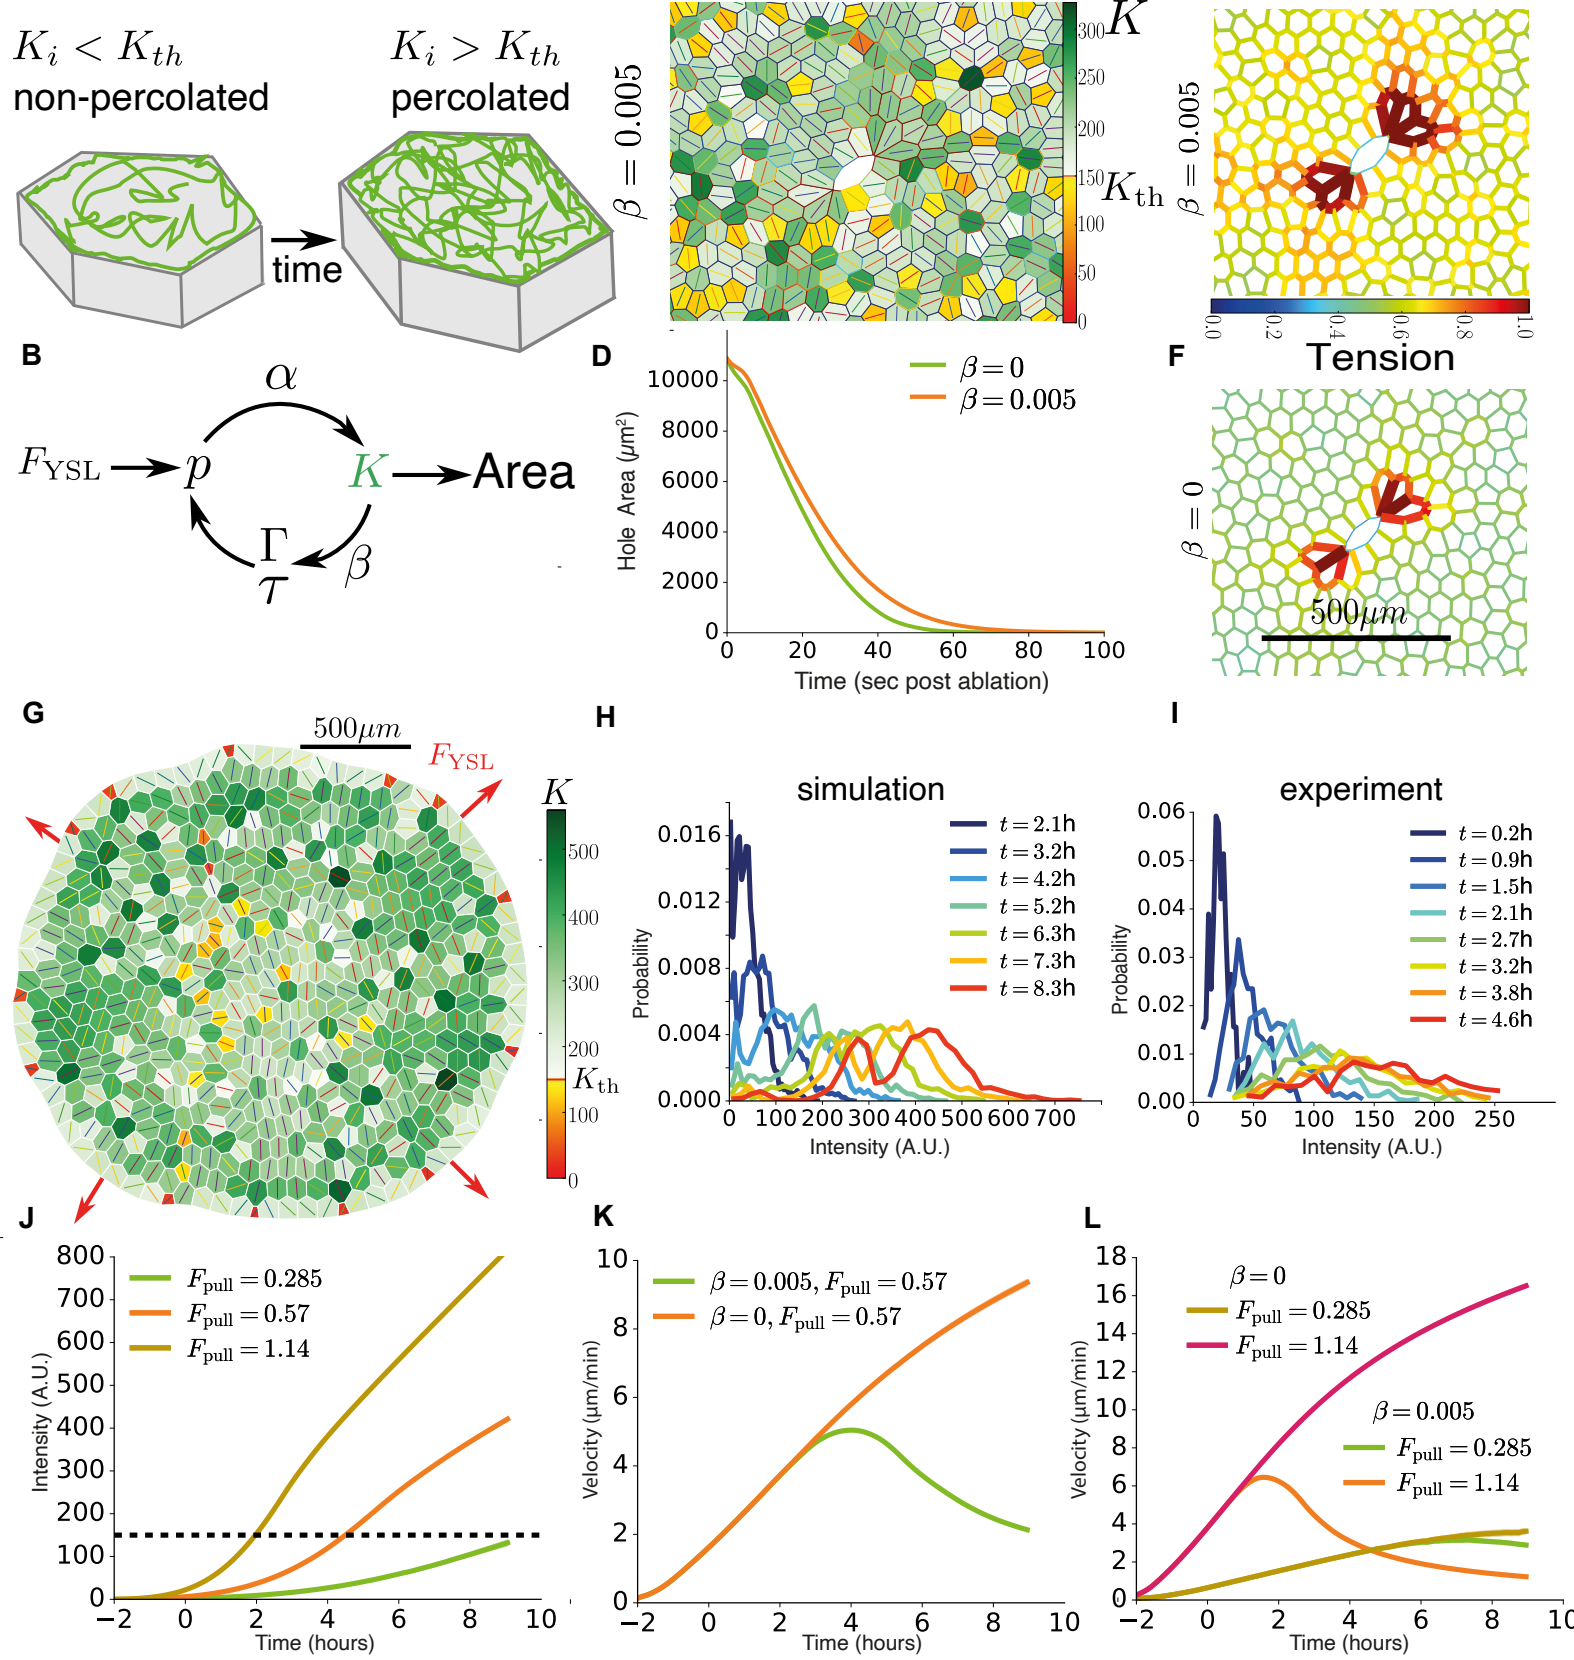 K_i < K_th
non-percolated
K_i > K_th
percolated
time
β = 0.005
300
250
200
150
100
50
0
K
K_th
β = 0.005
0.0
0.2
0.4
0.6
0.8
1.0
Tension
B
α
F_YSL
p
K
Area
Γ
τ
β
D
10000
8000
6000
4000
2000
0
Hole Area (μm²)
β = 0
β = 0.005
0 20 40 60 80 100
Time (sec post ablation)
F
β = 0
500μm
G
500μm
F_YSL
K
500
400
300
200
K_th
100
0
H
simulation
0.016
0.012
0.008
0.004
0.000
Probability
t = 2.1h
t = 3.2h
t = 4.2h
t = 5.2h
t = 6.3h
t = 7.3h
t = 8.3h
0 100 200 300 400 500 600 700
Intensity (A.U.)
I
experiment
0.06
0.05
0.04
0.03
0.02
0.01
0.00
Probability
t = 0.2h
t = 0.9h
t = 1.5h
t = 2.1h
t = 2.7h
t = 3.2h
t = 3.8h
t = 4.6h
0 50 100 150 200 250
Intensity (A.U.)
J
800
700
600
500
400
300
200
100
0
Intensity (A.U.)
F_pull = 0.285
F_pull = 0.57
F_pull = 1.14
−2 0 2 4 6 8 10
Time (hours)
K
10
8
6
4
2
0
Velocity (μm/min)
β = 0.005, F_pull = 0.57
β = 0, F_pull = 0.57
−2 0 2 4 6 8 10
Time (hours)
L
18
16
14
12
10
8
6
4
2
0
Velocity (μm/min)
β = 0
F_pull = 0.285
F_pull = 1.14
β = 0.005
F_pull = 0.285
F_pull = 1.14
−2 0 2 4 6 8 10
Time (hours)